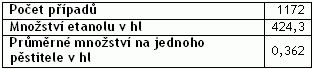 Počet případů 1172
Množství etanolu v hl 424,3
Průměrné množství na jednoho
pěstitele v hl 0,362